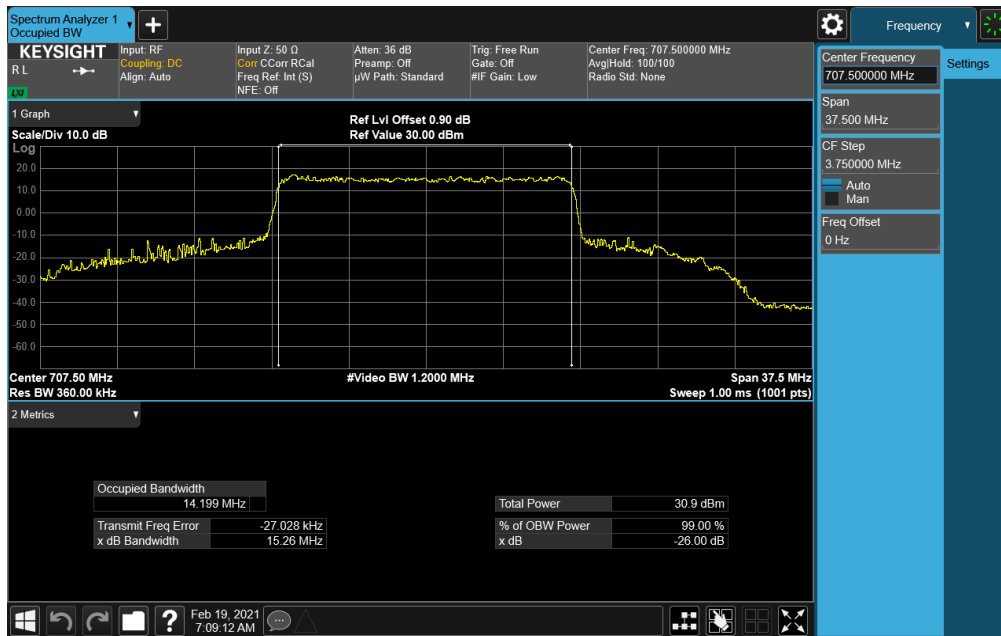 Spectrum Analyzer 1
Occupied BW
Frequency
KEYSIGHT
R L
LXI
Input: RF
Coupling: DC
Align: Auto
Input Z: 50 Ω
Corr CCorr RCal
Freq Ref: Int (S)
NFE: Off
Atten: 36 dB
Preamp: Off
µW Path: Standard
Trig: Free Run
Gate: Off
#IF Gain: Low
Center Freq: 707.500000 MHz
Avg|Hold: 100/100
Radio Std: None
Center Frequency
707.500000 MHz
Settings
Span
37.500 MHz
CF Step
3.750000 MHz
Auto
Man
Freq Offset
0 Hz
1 Graph
Scale/Div 10.0 dB
Ref Lvl Offset 0.90 dB
Ref Value 30.00 dBm
Log
20.0
10.0
0.00
-10.0
-20.0
-30.0
-40.0
-50.0
-60.0
Center 707.50 MHz
#Video BW 1.2000 MHz
Span 37.5 MHz
Res BW 360.00 kHz
Sweep 1.00 ms (1001 pts)
2 Metrics
Occupied Bandwidth
14.199 MHz
Total Power 30.9 dBm
Transmit Freq Error -27.028 kHz
% of OBW Power 99.00 %
x dB Bandwidth 15.26 MHz
x dB -26.00 dB
?
Feb 19, 2021
7:09:12 AM